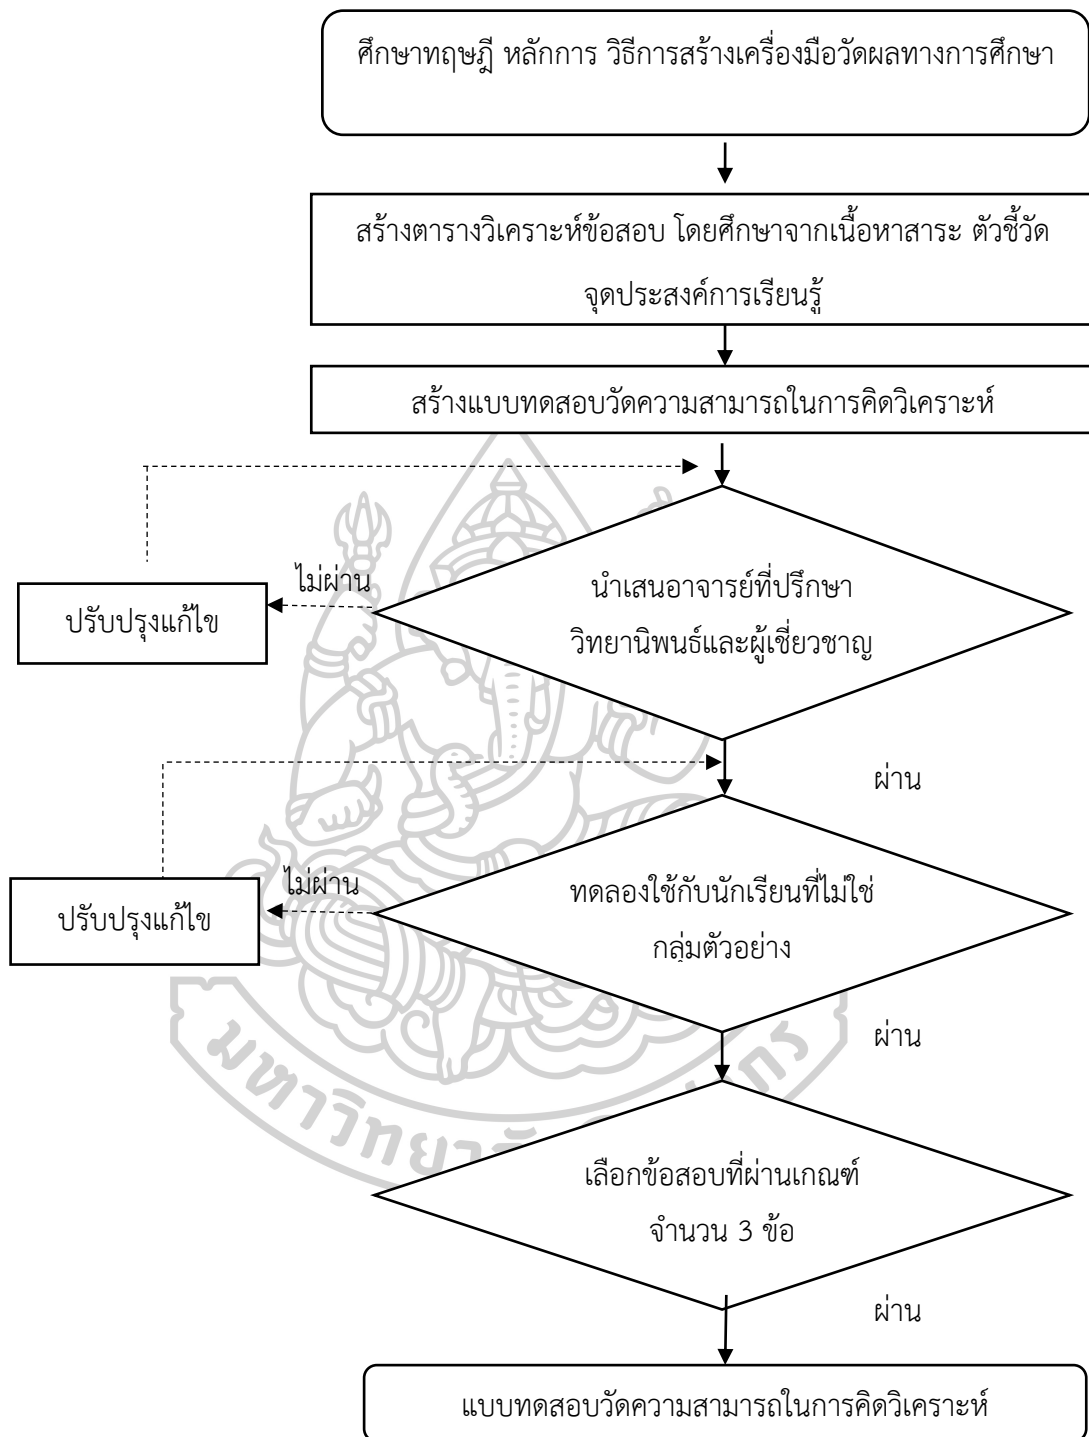 ศึกษาทฤษฎี หลักการ วิธีการสร้างเครื่องมือวัดผลทางการศึกษา
สร้างตารางวิเคราะห์ข้อสอบ โดยศึกษาจากเนื้อหาสาระ ตัวชี้วัด
จุดประสงค์การเรียนรู้
สร้างแบบทดสอบวัดความสามารถในการคิดวิเคราะห์
ไม่ผ่าน
ปรับปรุงแก้ไข
นำเสนอาจารย์ที่ปรึกษา
วิทยานิพนธ์และผู้เชี่ยวชาญ
ผ่าน
ไม่ผ่าน
ปรับปรุงแก้ไข
ทดลองใช้กับนักเรียนที่ไม่ใช่
กลุ่มตัวอย่าง
ผ่าน
เลือกข้อสอบที่ผ่านเกณฑ์
จำนวน 3 ข้อ
ผ่าน
แบบทดสอบวัดความสามารถในการคิดวิเคราะห์